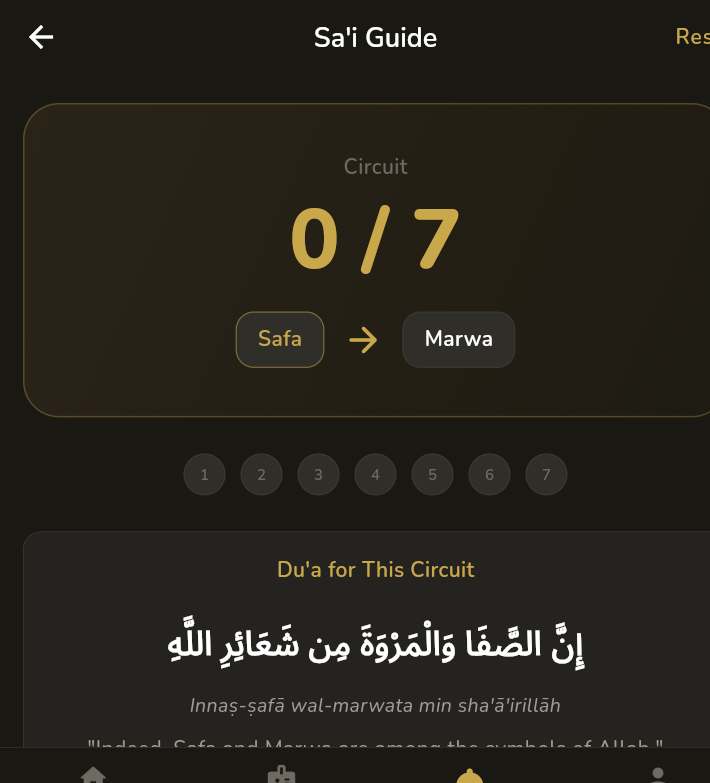 Sa'i Guide
Res
Circuit
0 / 7
Safa → Marwa
1 2 3 4 5 6 7
Du'a for This Circuit
إِنَّ الصَّفَا وَالْمَرْوَةَ مِن شَعَائِرِ اللَّهِ
Innaṣ-ṣafā wal-marwata min sha'ā'irillāh
"Indeed, Safa and Marwa are among the symbols of Allah."